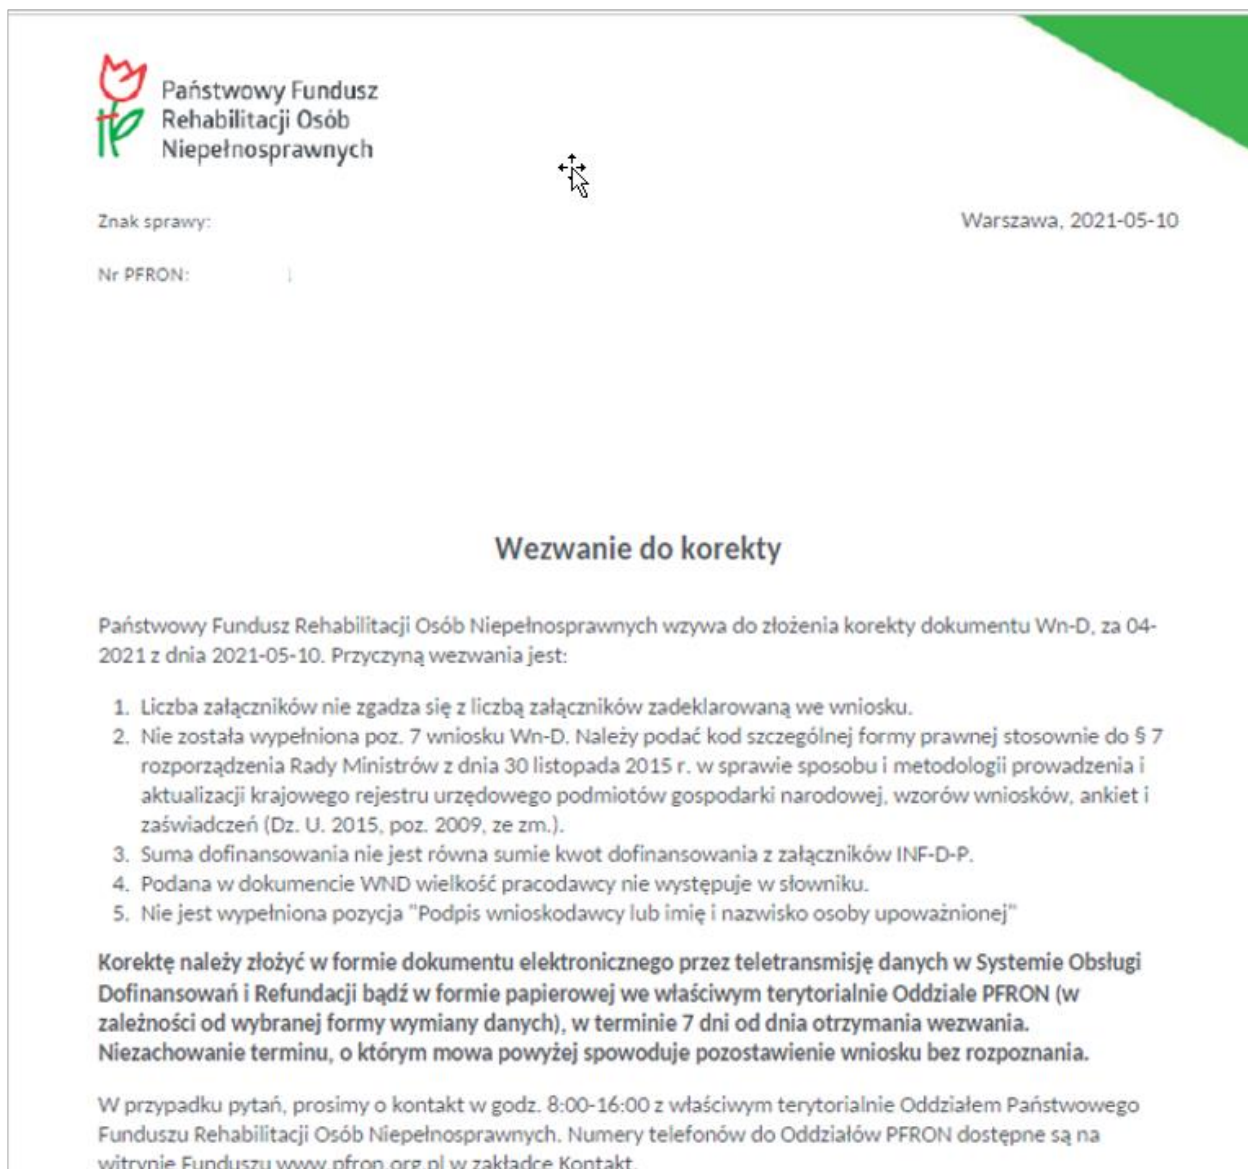 Państwowy Fundusz
Rehabilitacji Osób
Niepełnosprawnych
Znak sprawy:
Warszawa, 2021-05-10
Nr PFRON:
Wezwanie do korekty
Państwowy Fundusz Rehabilitacji Osób Niepełnosprawnych wzywa do złożenia korekty dokumentu Wn-D, za 04-
2021 z dnia 2021-05-10. Przyczyną wezwania jest:
1. Liczba załączników nie zgadza się z liczbą załączników zadeklarowaną we wniosku.
2. Nie została wypełniona poz. 7 wniosku Wn-D. Należy podać kod szczególnej formy prawnej stosownie do § 7
rozporządzenia Rady Ministrów z dnia 30 listopada 2015 r. w sprawie sposobu i metodologii prowadzenia i
aktualizacji krajowego rejestru urzędowego podmiotów gospodarki narodowej, wzorów wniosków, ankiet i
zaświadczeń (Dz. U. 2015, poz. 2009, ze zm.).
3. Suma dofinansowania nie jest równa sumie kwot dofinansowania z załączników INF-D-P.
4. Podana w dokumencie WND wielkość pracodawcy nie występuje w słowniku.
5. Nie jest wypełniona pozycja "Podpis wnioskodawcy lub imię i nazwisko osoby upoważnionej"
Korektę należy złożyć w formie dokumentu elektronicznego przez teletransmisję danych w Systemie Obsługi
Dofinansowań i Refundacji bądź w formie papierowej we właściwym terytorialnie Oddziale PFRON (w
zależności od wybranej formy wymiany danych), w terminie 7 dni od dnia otrzymania wezwania.
Niezachowanie terminu, o którym mowa powyżej spowoduje pozostawienie wniosku bez rozpoznania.
W przypadku pytań, prosimy o kontakt w godz. 8:00-16:00 z właściwym terytorialnie Oddziałem Państwowego
Funduszu Rehabilitacji Osób Niepełnosprawnych. Numery telefonów do Oddziałów PFRON dostępne są na
witrynie Funduszu www.pfron.org.pl w zakładce Kontakt.